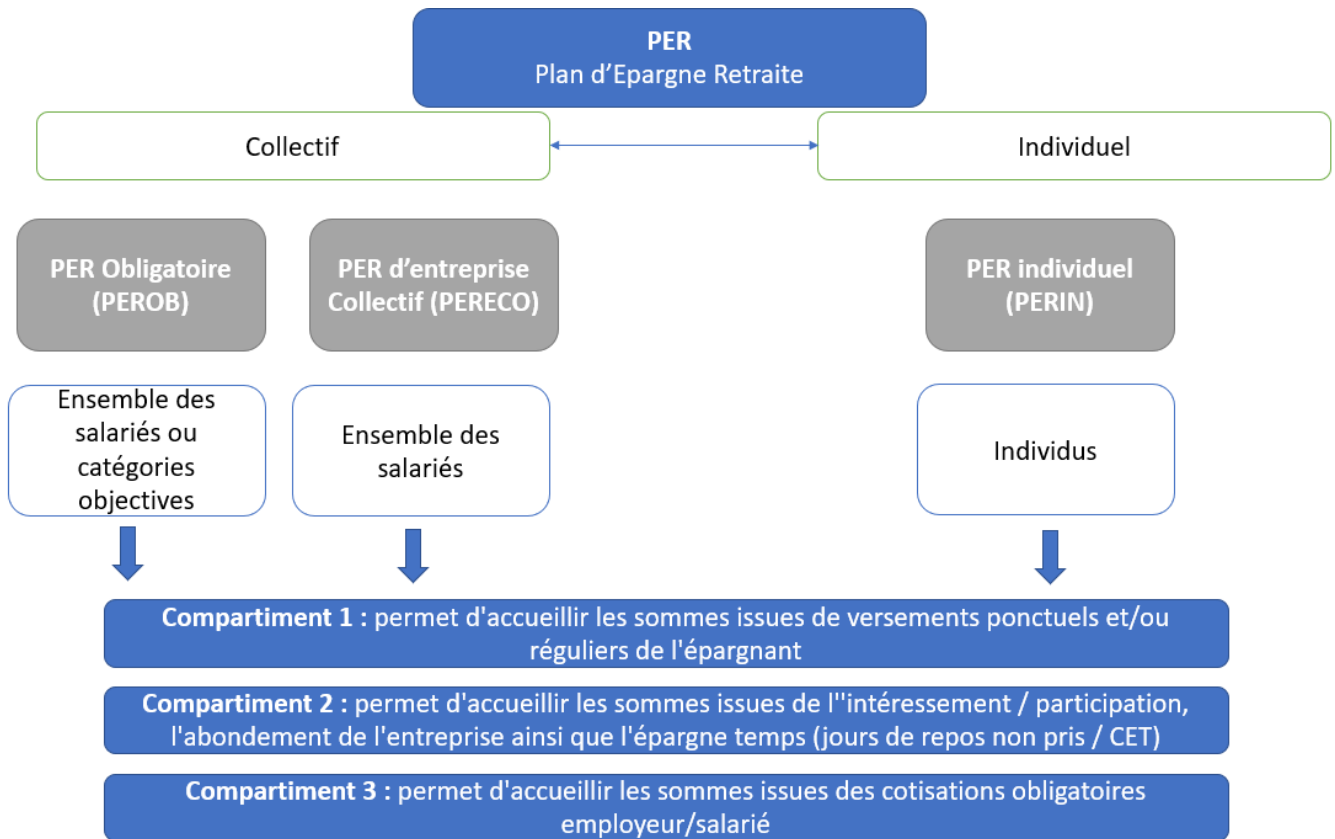 PER
Plan d’Epargne Retraite
Collectif
Individuel
PER Obligatoire
(PEROB)
PER d’entreprise
Collectif (PERECO)
PER individuel
(PERIN)
Ensemble des
salariés ou
catégories
objectives
Ensemble des
salariés
Individus
Compartiment 1 : permet d'accueillir les sommes issues de versements ponctuels et/ou
réguliers de l'épargnant
Compartiment 2 : permet d'accueillir les sommes issues de l''intéressement / participation,
l'abondement de l'entreprise ainsi que l'épargne temps (jours de repos non pris / CET)
Compartiment 3 : permet d'accueillir les sommes issues des cotisations obligatoires
employeur/salarié